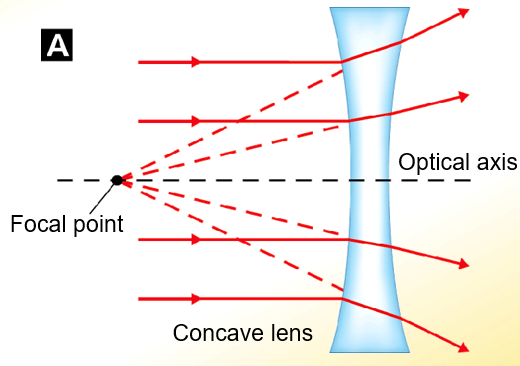 A
Optical axis
Focal point
Concave lens